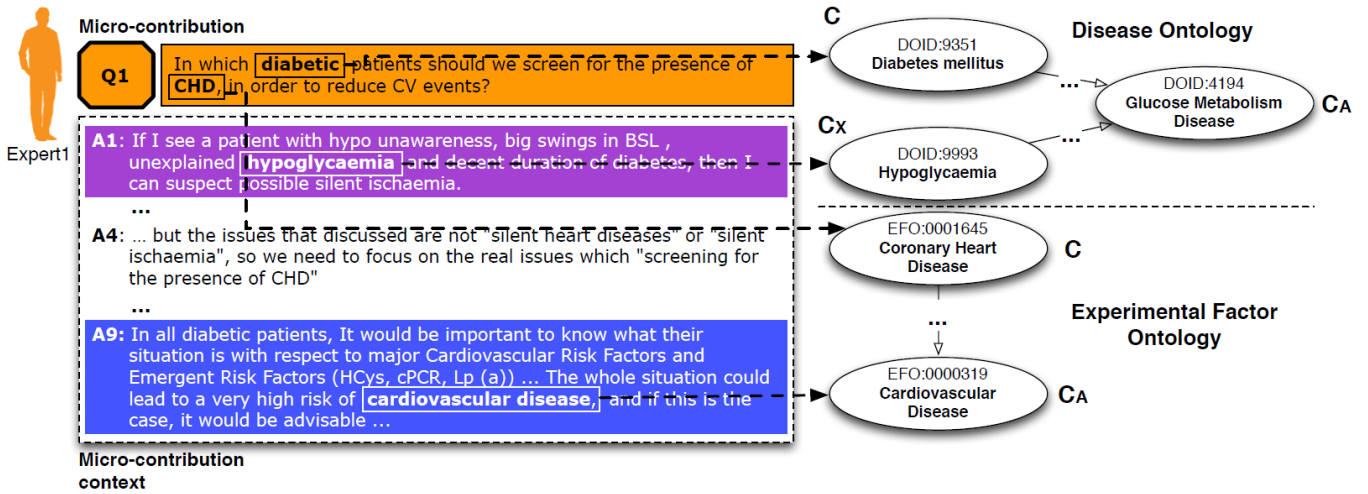 Micro-contribution
Q1
In which diabetic patients should we screen for the presence of
CHD, in order to reduce CV events?
Expert1
A1: If I see a patient with hypo unawareness, big swings in BSL ,
unexplained hypoglycaemia and decent duration of diabetes, then I
can suspect possible silent ischaemia.
...
A4: ... but the issues that discussed are not "silent heart diseases" or "silent
ischaemia", so we need to focus on the real issues which "screening for
the presence of CHD"
...
A9: In all diabetic patients, It would be important to know what their
situation is with respect to major Cardiovascular Risk Factors and
Emergent Risk Factors (HCys, cPCR, Lp (a)) ... The whole situation could
lead to a very high risk of cardiovascular disease, and if this is the
case, it would be advisable ...
Micro-contribution
context
C
DOID:9351
Diabetes mellitus
Disease Ontology
...
DOID:4194
Glucose Metabolism
Disease
CA
CX
DOID:9993
Hypoglycaemia
...
EFO:0001645
Coronary Heart
Disease
C
...
Experimental Factor
Ontology
EFO:0000319
Cardiovascular
Disease
CA